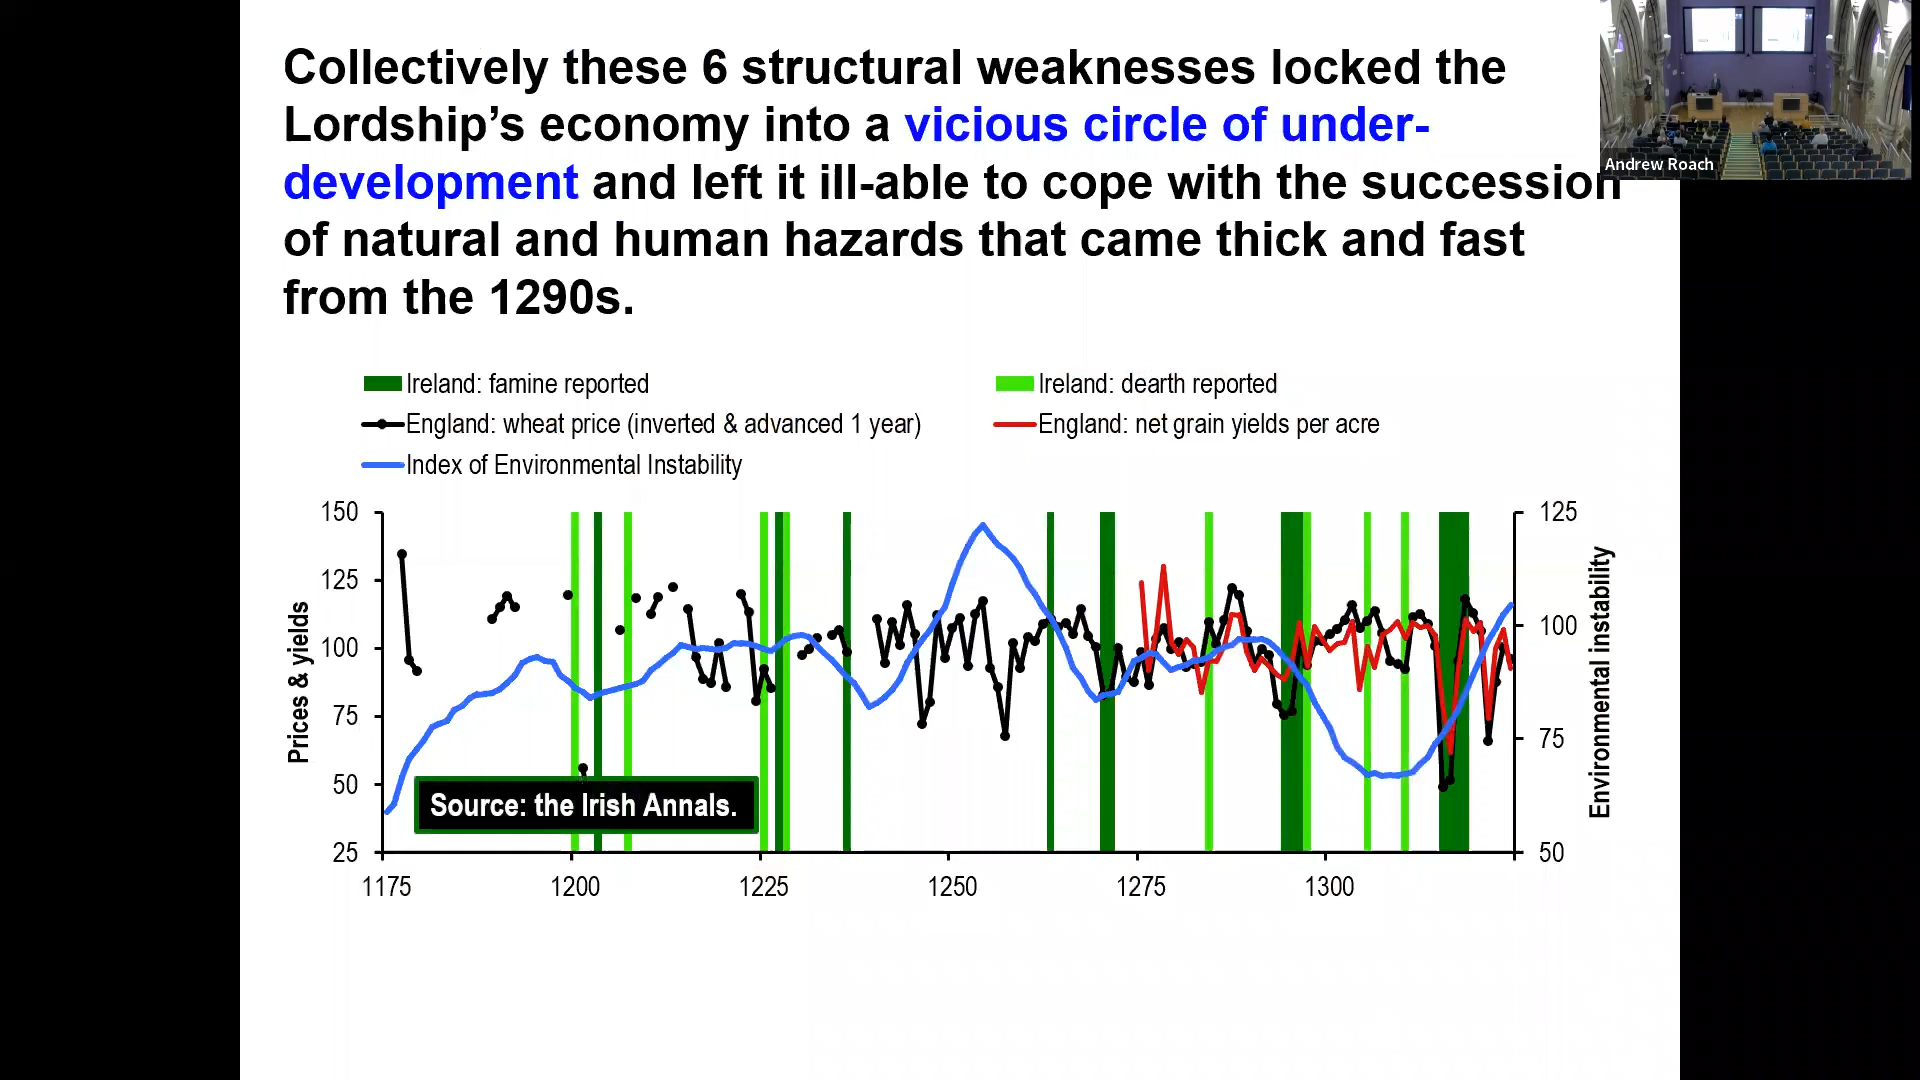 Collectively these 6 structural weaknesses locked the
Lordship’s economy into a vicious circle of under-
development and left it ill-able to cope with the succession
of natural and human hazards that came thick and fast
from the 1290s.
Andrew Roach
Ireland: famine reported
Ireland: dearth reported
England: wheat price (inverted & advanced 1 year)
England: net grain yields per acre
Index of Environmental Instability
150
125
100
75
50
25
Prices & yields
125
100
75
50
Environmental instability
Source: the Irish Annals.
1175
1200
1225
1250
1275
1300